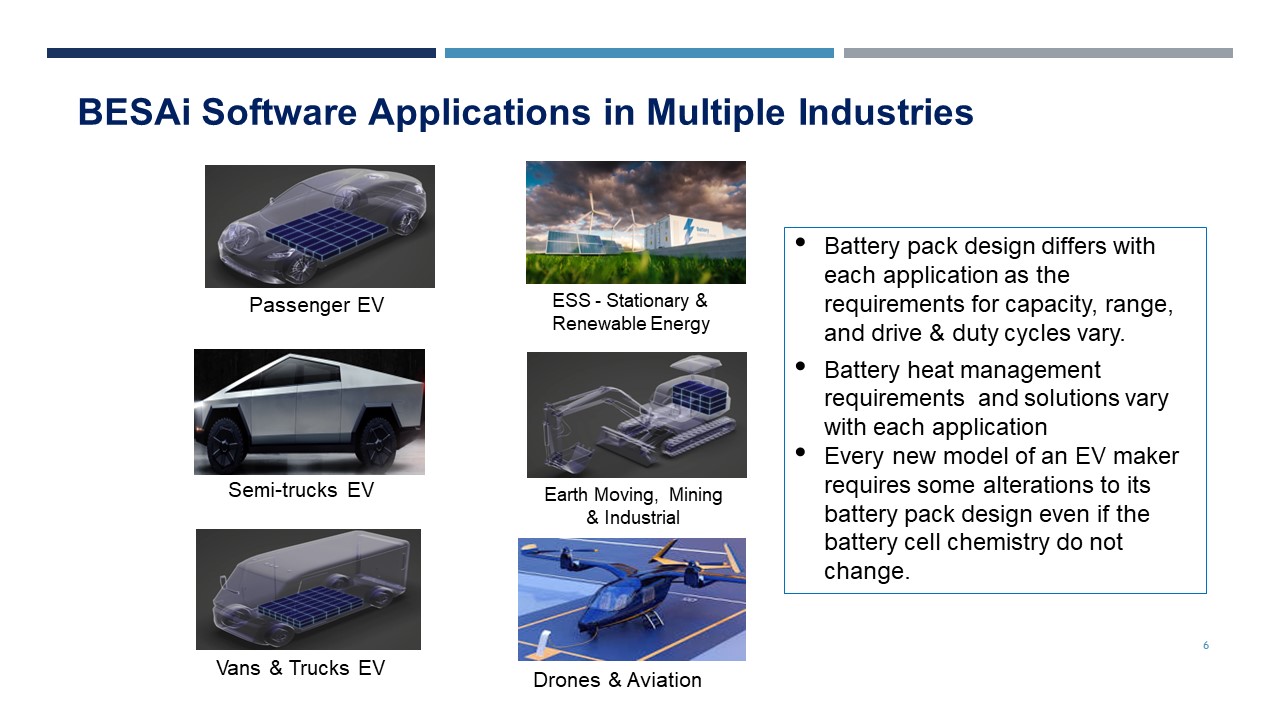 BESAi Software Applications in Multiple Industries
Passenger EV
Battery
ESS - Stationary &
Renewable Energy
Semi-trucks EV
Earth Moving, Mining
& Industrial
Vans & Trucks EV
Drones & Aviation
• Battery pack design differs with
each application as the
requirements for capacity, range,
and drive & duty cycles vary.
• Battery heat management
requirements  and solutions vary
with each application
• Every new model of an EV maker
requires some alterations to its
battery pack design even if the
battery cell chemistry do not
change.
6